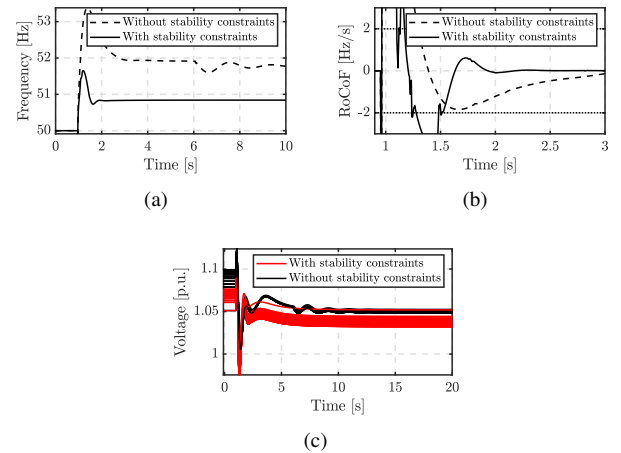 53
52
51
50
Frequency [Hz]
Without stability constraints
With stability constraints
0
2
4
6
8
10
Time [s]
(a)
2
0
-2
RoCoF [Hz/s]
Without stability constraints
With stability constraints
1
1.5
2
2.5
3
Time [s]
(b)
1.1
1.05
1
Voltage [p.u.]
With stability constraints
Without stability constraints
0
5
10
15
20
Time [s]
(c)